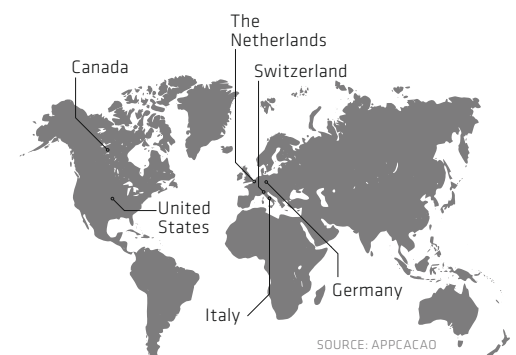 The
Netherlands
Canada
Switzerland
United
States
Germany
Italy
SOURCE: APPCACAO